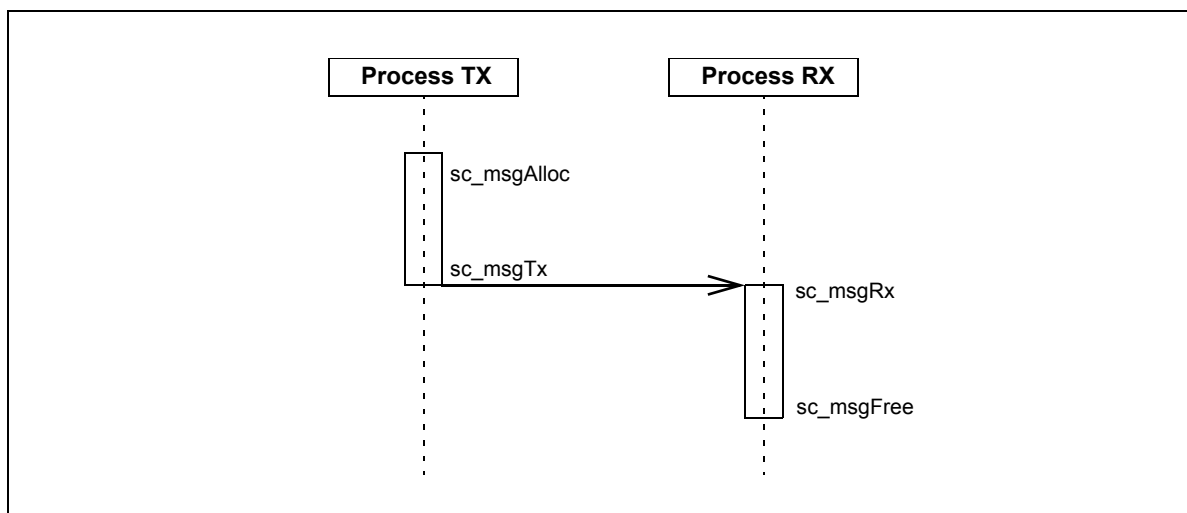 Process TX
Process RX
sc_msgAlloc
sc_msgTx
sc_msgRx
sc_msgFree